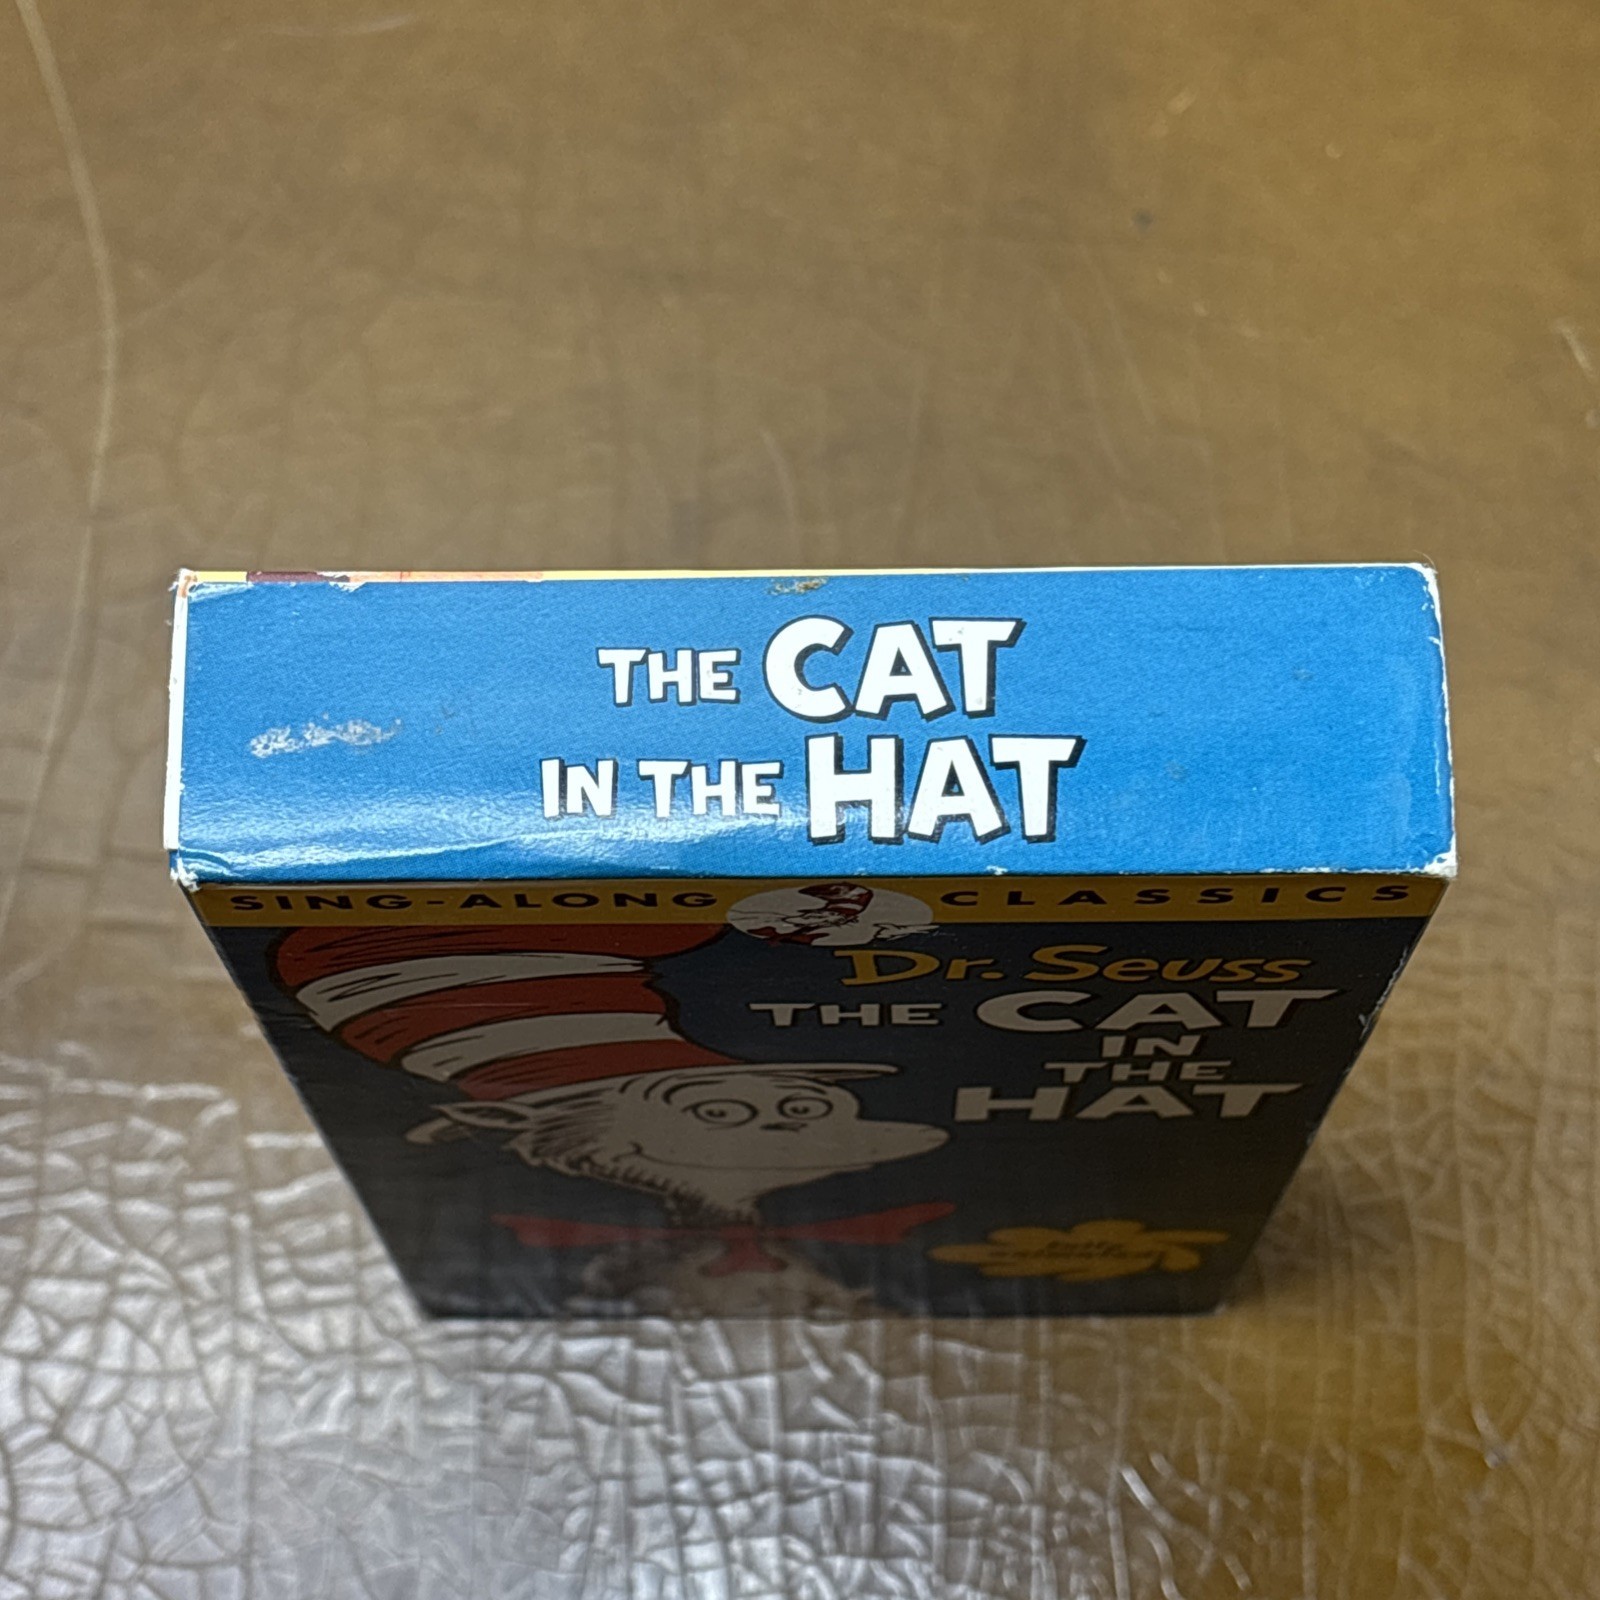 THE CAT
IN THE HAT
SING-ALONG CLASSICS
Dr. Seuss
THE CAT
IN
THE
HAT